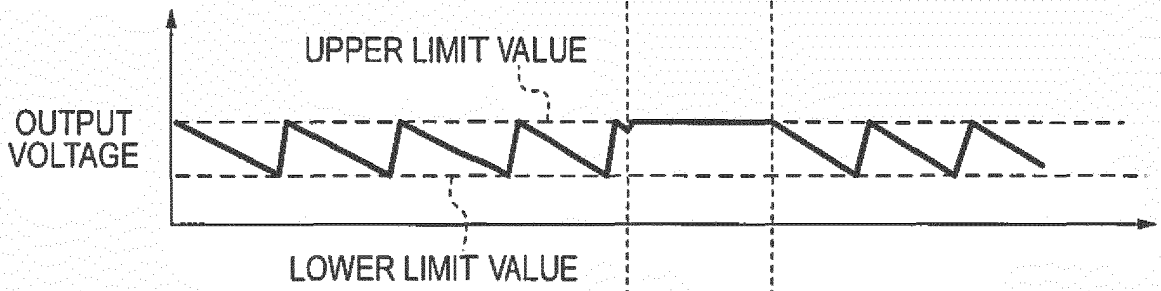 UPPER LIMIT VALUE
OUTPUT
VOLTAGE
LOWER LIMIT VALUE